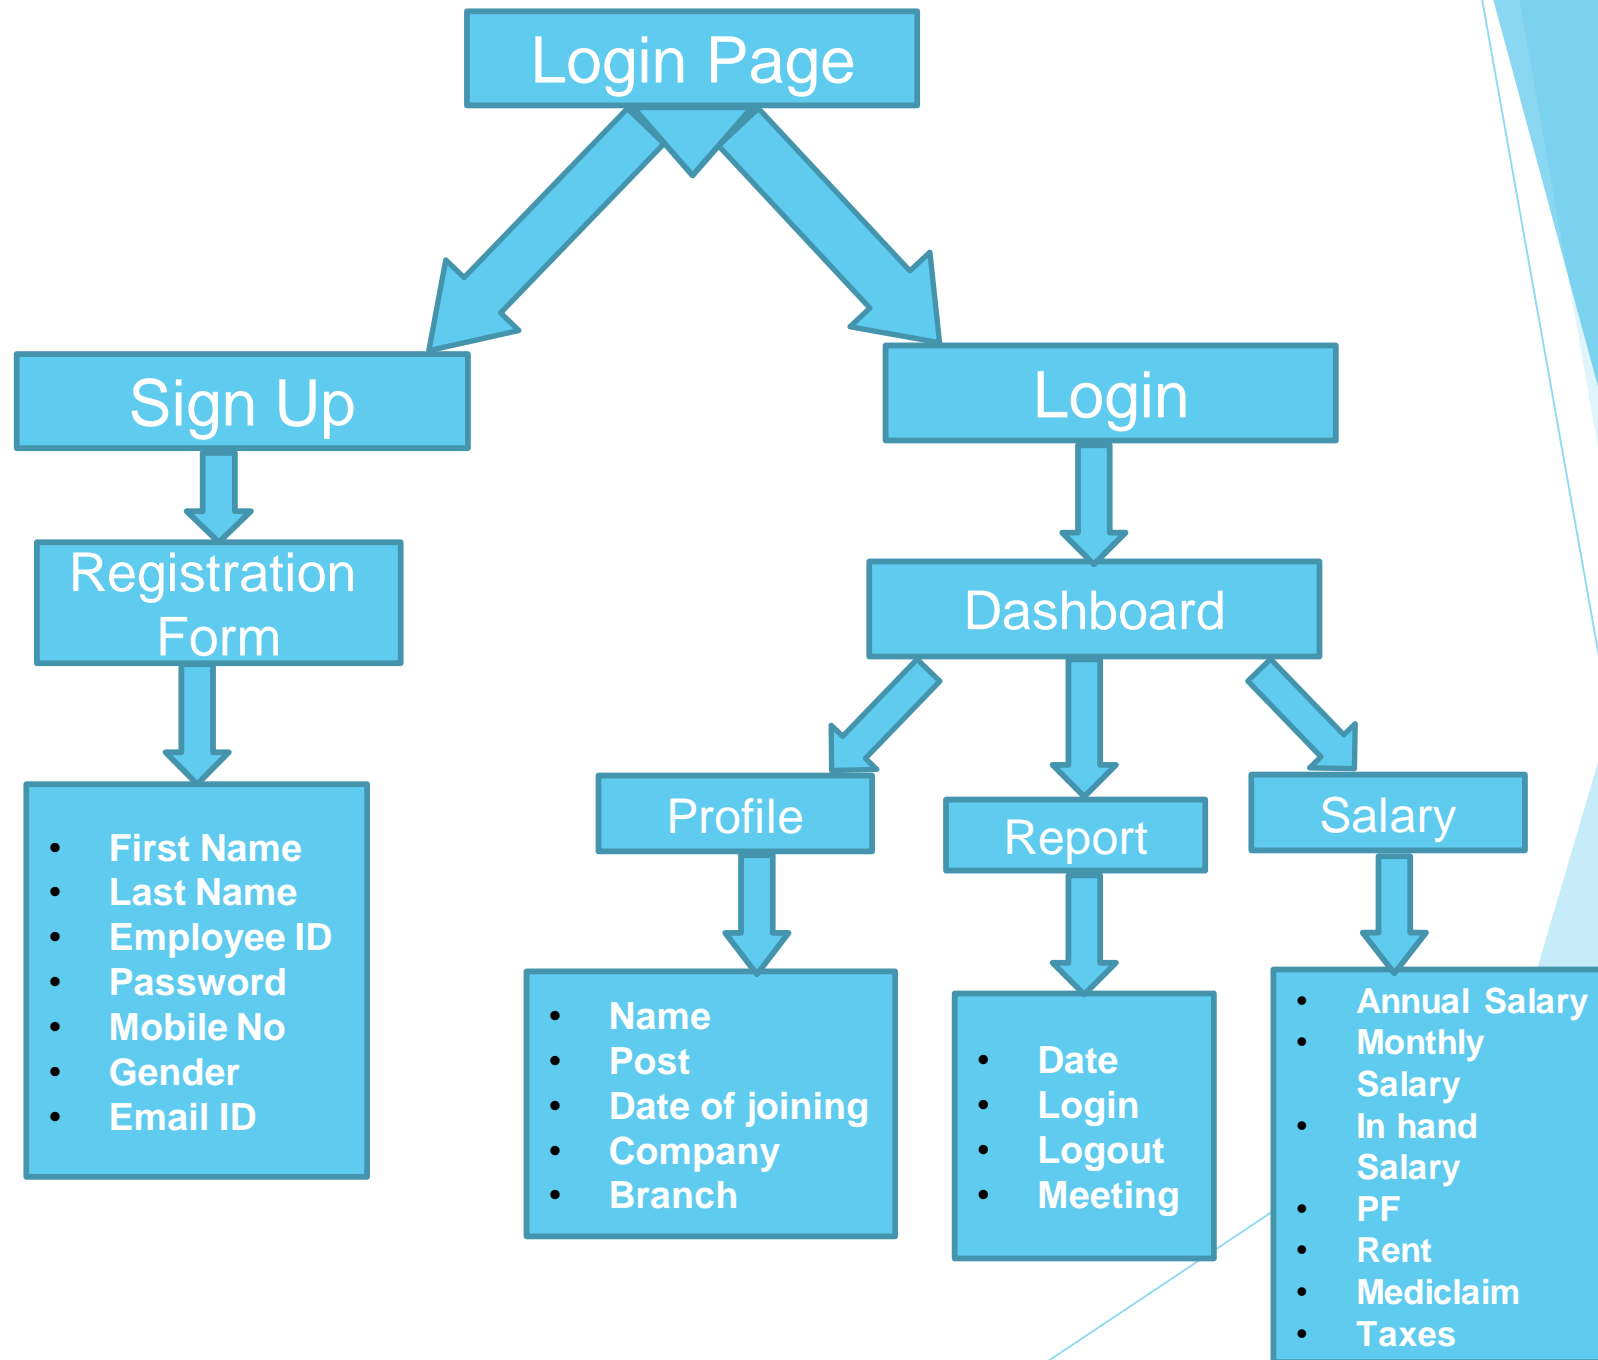 Login Page
Sign Up
Login
Registration
Form
Dashboard
Profile
Report
Salary
• First Name
• Last Name
• Employee ID
• Password
• Mobile No
• Gender
• Email ID
• Name
• Post
• Date of joining
• Company
• Branch
• Date
• Login
• Logout
• Meeting
• Annual Salary
• Monthly
Salary
• In hand
Salary
• PF
• Rent
• Mediclaim
• Taxes